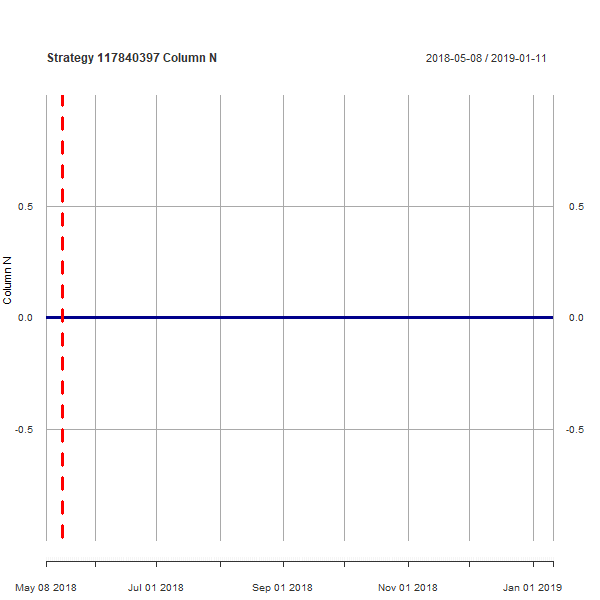 Strategy 117840397 Column N
2018-05-08 / 2019-01-11
Column N
0.5
0.0
-0.5
0.5
0.0
-0.5
May 08 2018
Jul 01 2018
Sep 01 2018
Nov 01 2018
Jan 01 2019